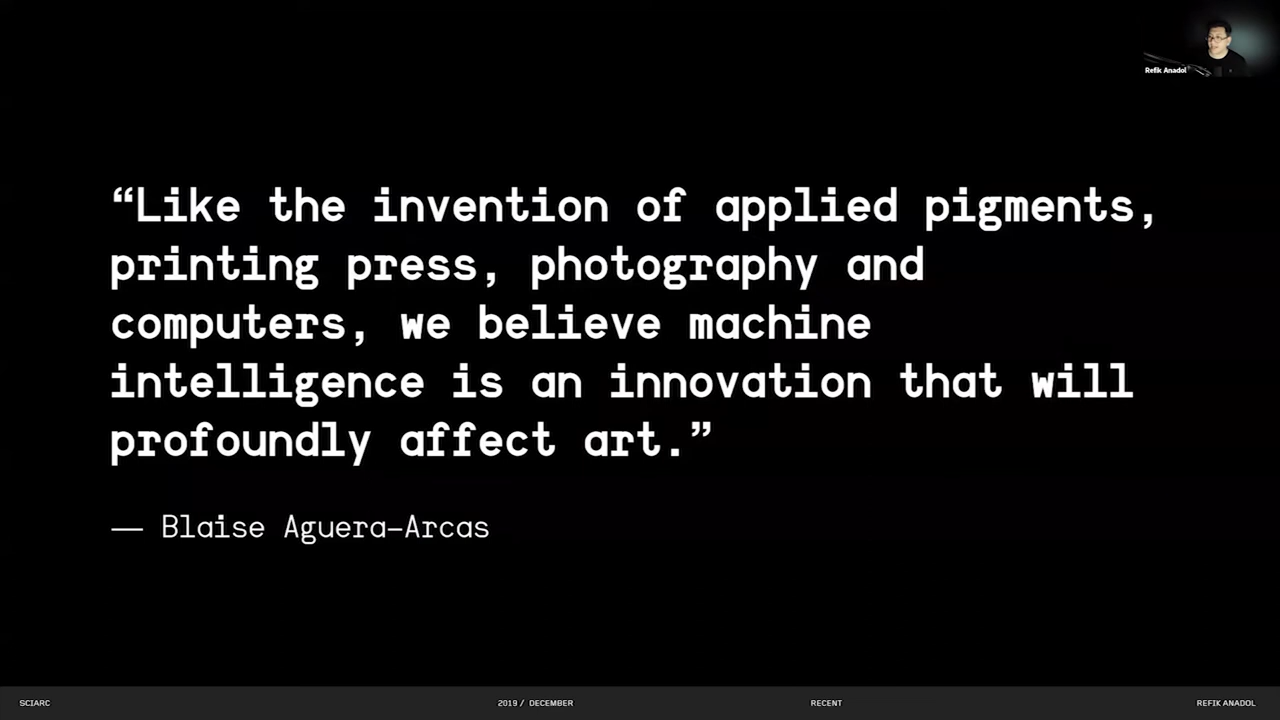 Refik Anadol
“Like the invention of applied pigments,
printing press, photography and
computers, we believe machine
intelligence is an innovation that will
profoundly affect art.”
— Blaise Aguera-Arcas
SCIARC 2019 / DECEMBER RECENT REFIK ANADOL